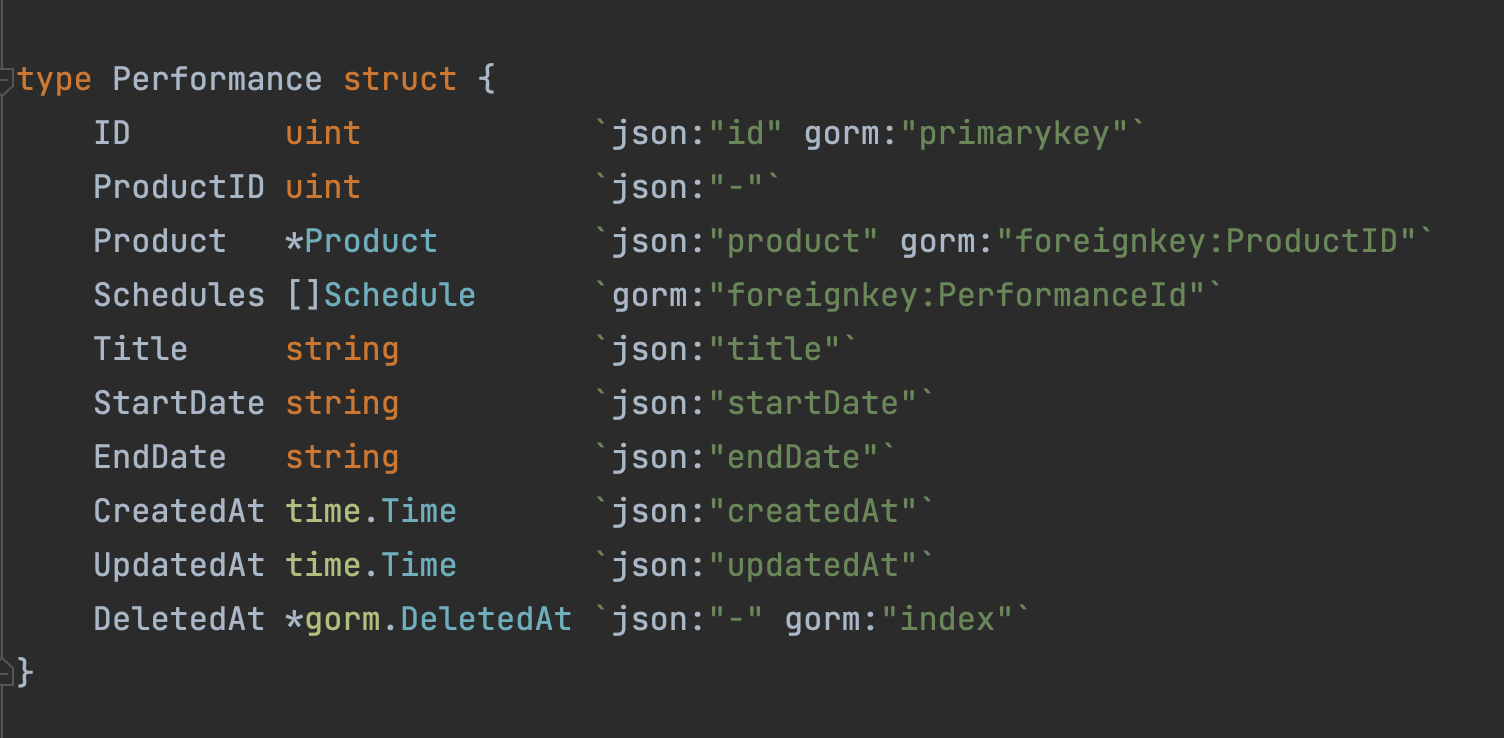 type Performance struct {
    ID        uint            `json:"id" gorm:"primarykey"`
    ProductID uint            `json:"-"`
    Product   *Product        `json:"product" gorm:"foreignkey:ProductID"`
    Schedules []Schedule      `gorm:"foreignkey:PerformanceId"`
    Title     string          `json:"title"`
    StartDate string          `json:"startDate"`
    EndDate   string          `json:"endDate"`
    CreatedAt time.Time       `json:"createdAt"`
    UpdatedAt time.Time       `json:"updatedAt"`
    DeletedAt *gorm.DeletedAt `json:"-" gorm:"index"`
}